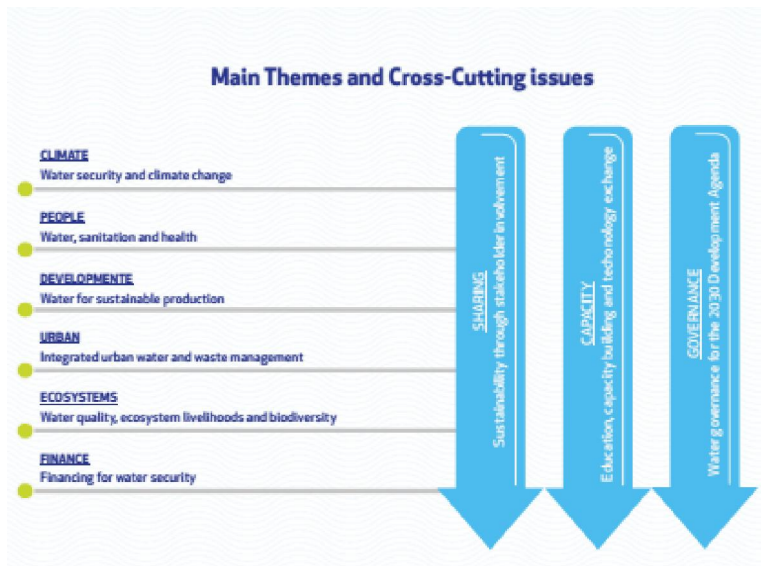 Main Themes and Cross-Cutting issues
CLIMATE
Water security and climate change
PEOPLE
Water, sanitation and health
DEVELOPMENTE
Water for sustainable production
URBAN
Integrated urban water and waste management
ECOSYSTEMS
Water quality, ecosystem livelihoods and biodiversity
FINANCE
Financing for water security
SHARING
Sustainability through stakeholder involvement
CAPACITY
Education, capacity building and techonology exchange
GOVERNANCE
Water governance for the 2030 Development Agenda